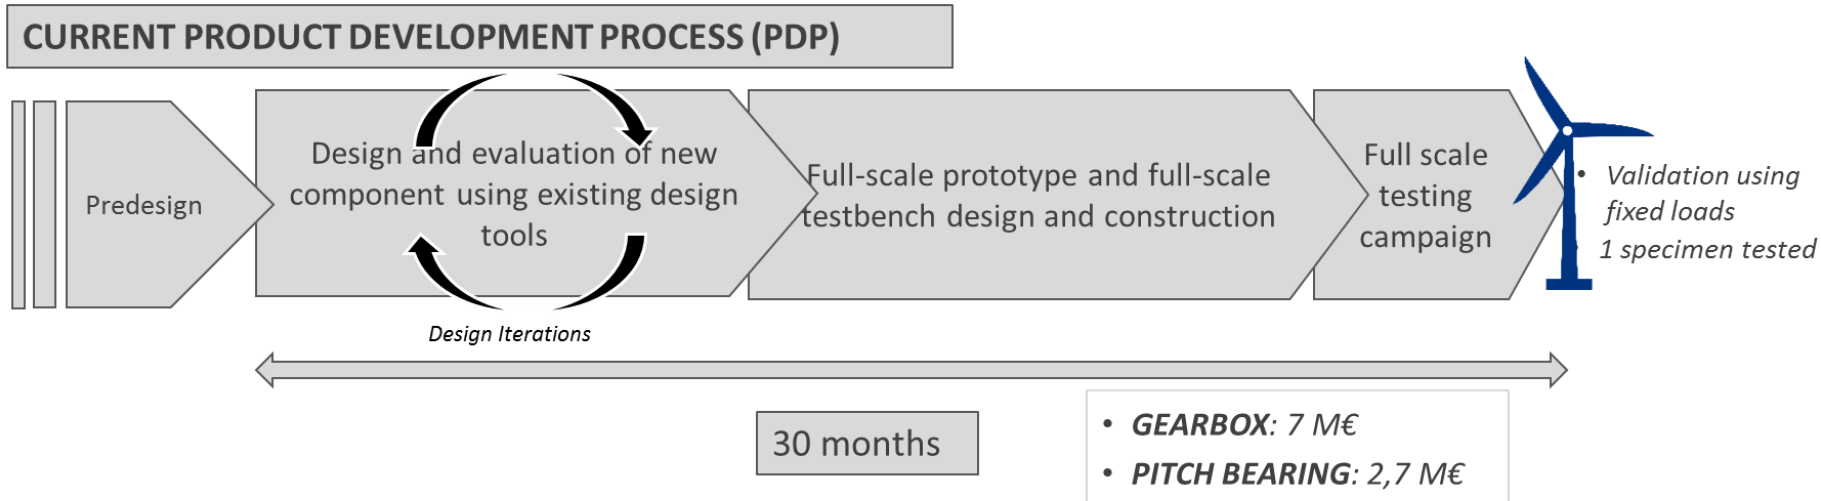 CURRENT PRODUCT DEVELOPMENT PROCESS (PDP)
Predesign
Design and evaluation of new
component using existing design
tools
Design Iterations
Full-scale prototype and full-scale
testbench design and construction
Full scale
testing
campaign
• Validation using
fixed loads
1 specimen tested
30 months
• GEARBOX: 7 M€
• PITCH BEARING: 2,7 M€